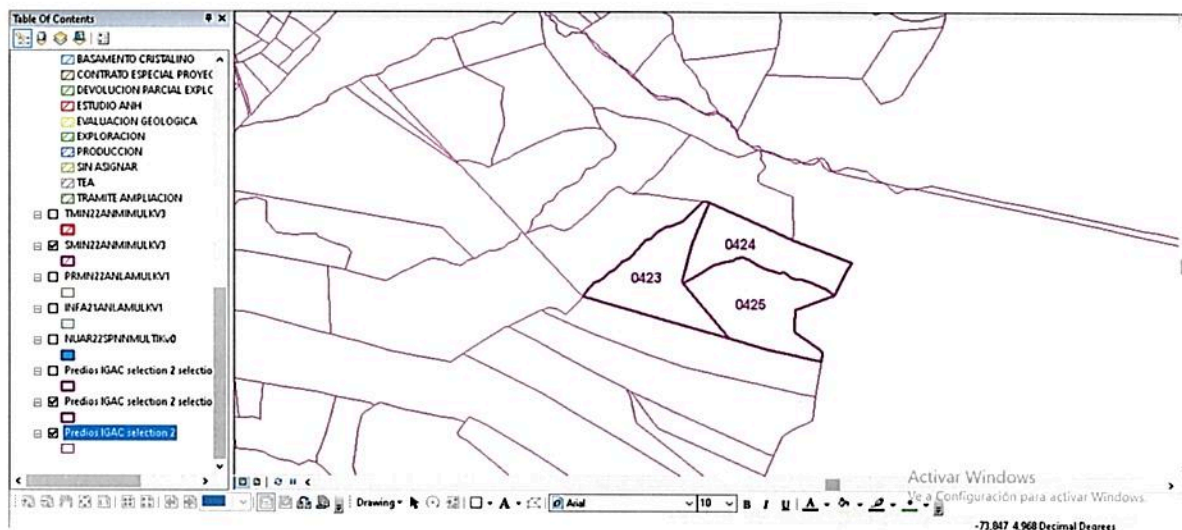 Table Of Contents
BASAMENTO CRISTALINO
CONTRATO ESPECIAL PROYEC
DEVOLUCION PARCIAL EXPLC
ESTUDIO ANH
EVALUACION GEOLOGICA
EXPLORACION
PRODUCCION
SIN ASIGNAR
TEA
TRAMITE AMPLIACION
TMIN22ANMIMULKV3
SMIN22ANMIMULKV3
PRMN22ANLAMULKV1
INFA21ANLAMULKV1
NUAR22SPNNMULTIKv0
Predios IGAC selection 2 selectio
Predios IGAC selection 2 selectio
Predios IGAC selection 2
0424
0423
0425
Activar Windows
Ve a Configuración para activar Windows.
Drawing
A
Arial
10
B I U A
-73.847 4.968 Decimal Degrees